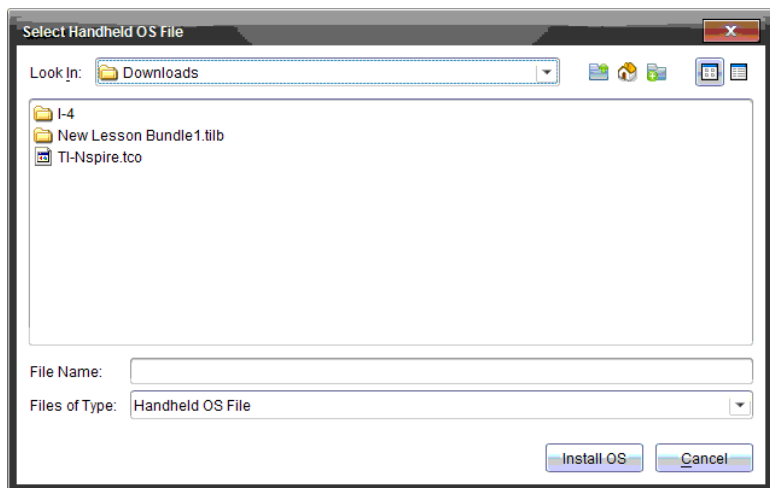 Select Handheld OS File
Look In: Downloads
I-4
New Lesson Bundle1.tilb
TI-Nspire.tco
File Name:
Files of Type: Handheld OS File
Install OS Cancel